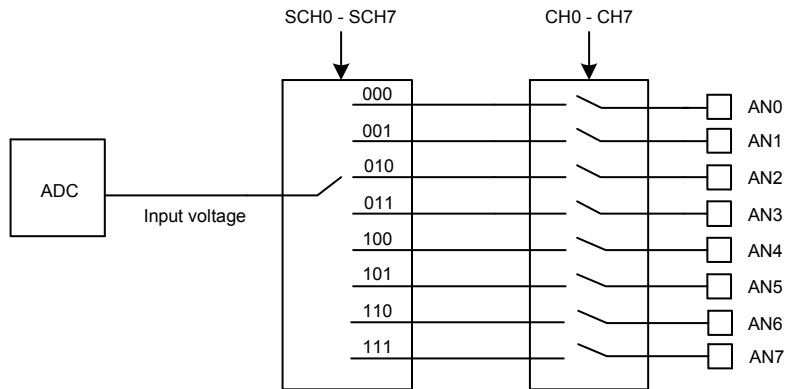 SCH0 - SCH7
CH0 - CH7
000
AN0
001
AN1
010
AN2
ADC
011
AN3
Input voltage
100
AN4
101
AN5
110
AN6
111
AN7